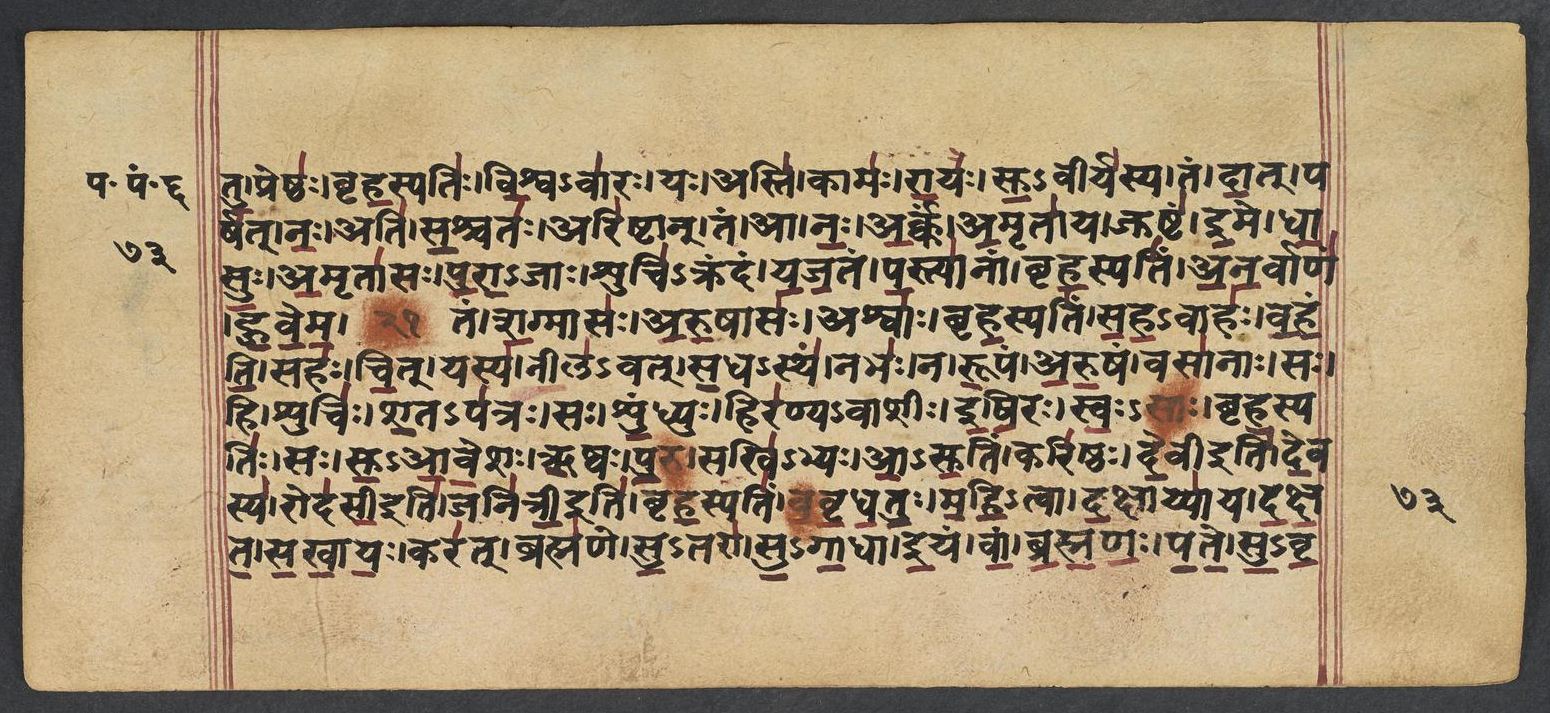 प॰ पं॰ ६
७३
तु।प्रेष्ठः।बृहस्पतिः।विश्वऽवारः।यः।अस्ति।कामः।रायः।सुऽवीर्यस्य।तं।दात्।प
र्षत्।नः।अति।सश्चतः।अरिष्टान्।तं।आ।नः।अर्कं।अमृताय।जुष्टं।इमे।धा
सुः।अमृतासः।पुराऽजाः।शुचिऽक्रंदं।यजतं।पस्त्यानां।बृहस्पतिं।अनर्वाणं
।हुवेम। २१ तं।शग्मासः।अरुषासः।अश्वाः।बृहस्पतिं।सहऽवाहः।वहं
ति।सहः।चित्।यस्य।नीळऽवत्।सधऽस्थं।नभः।न।रूपं।अरुषं।वसानाः।सः।
हि।शुचिः।शतऽपत्रः।सः।शुंध्युः।हिरण्यऽवाशीः।इषिरः।स्वःऽसाः।बृहस्प
तिः।सः।सुऽआवेशः।ऋष्वः।पुरु।सखिऽभ्यः।आऽसुतिं।करिष्ठः।देवीइति।देव
स्य।रोदसीइति।जनित्रीइति।बृहस्पतिं।ववृधतुः।महिऽत्वा।दक्षाय्याय।दक्ष
त।सखायः।करत्।ब्रह्मणे।सुऽतरा।सुऽगाधा।इयं।वां।ब्रह्मणः।पते।सुऽवृ
७३